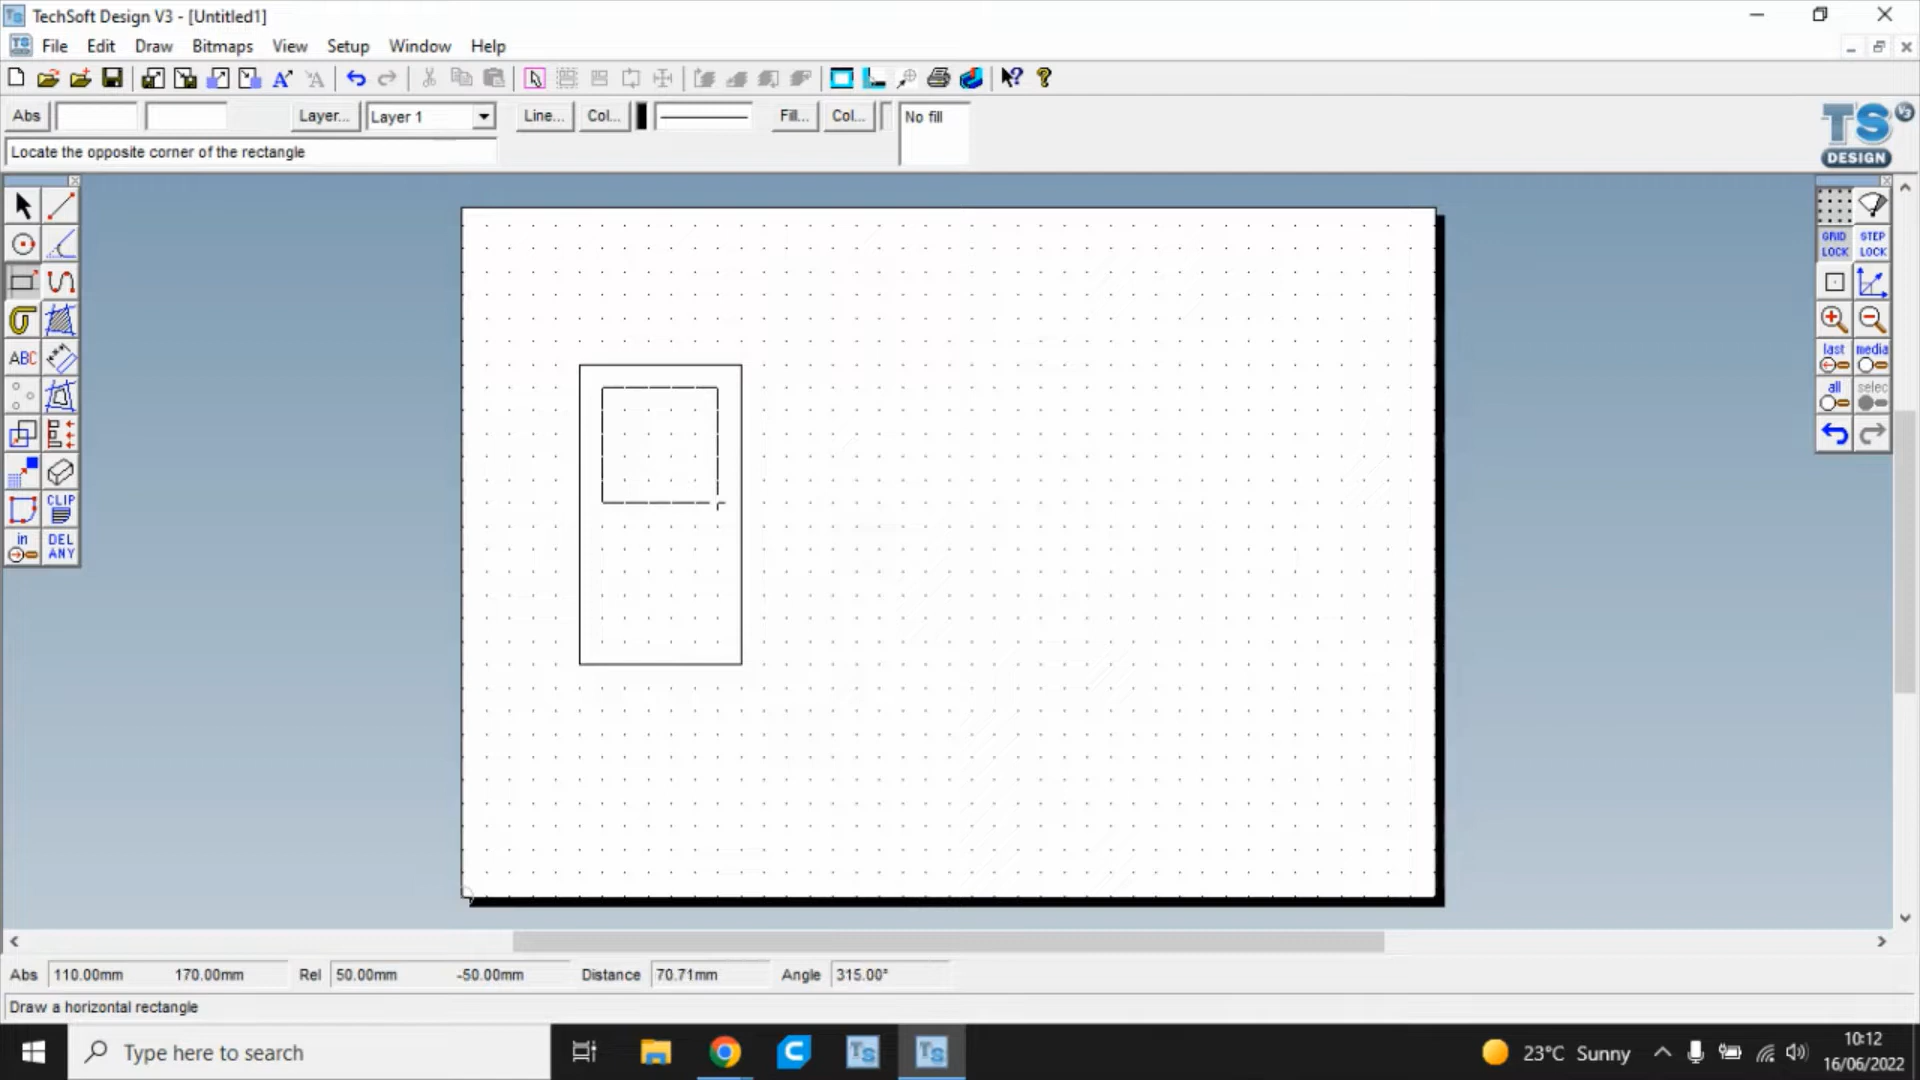 TechSoft Design V3 - [Untitled1]
File Edit Draw Bitmaps View Setup Window Help
Abs Layer... Layer 1 Line... Col... Fill... Col... No fill
Locate the opposite corner of the rectangle
TS V3
DESIGN
GRID LOCK STEP LOCK
ABC
last media
all selec
CLIP
in DEL ANY
Abs 110.00mm 170.00mm Rel 50.00mm -50.00mm Distance 70.71mm Angle 315.00°
Draw a horizontal rectangle
Type here to search
TS TS
23°C Sunny
10:12
16/06/2022